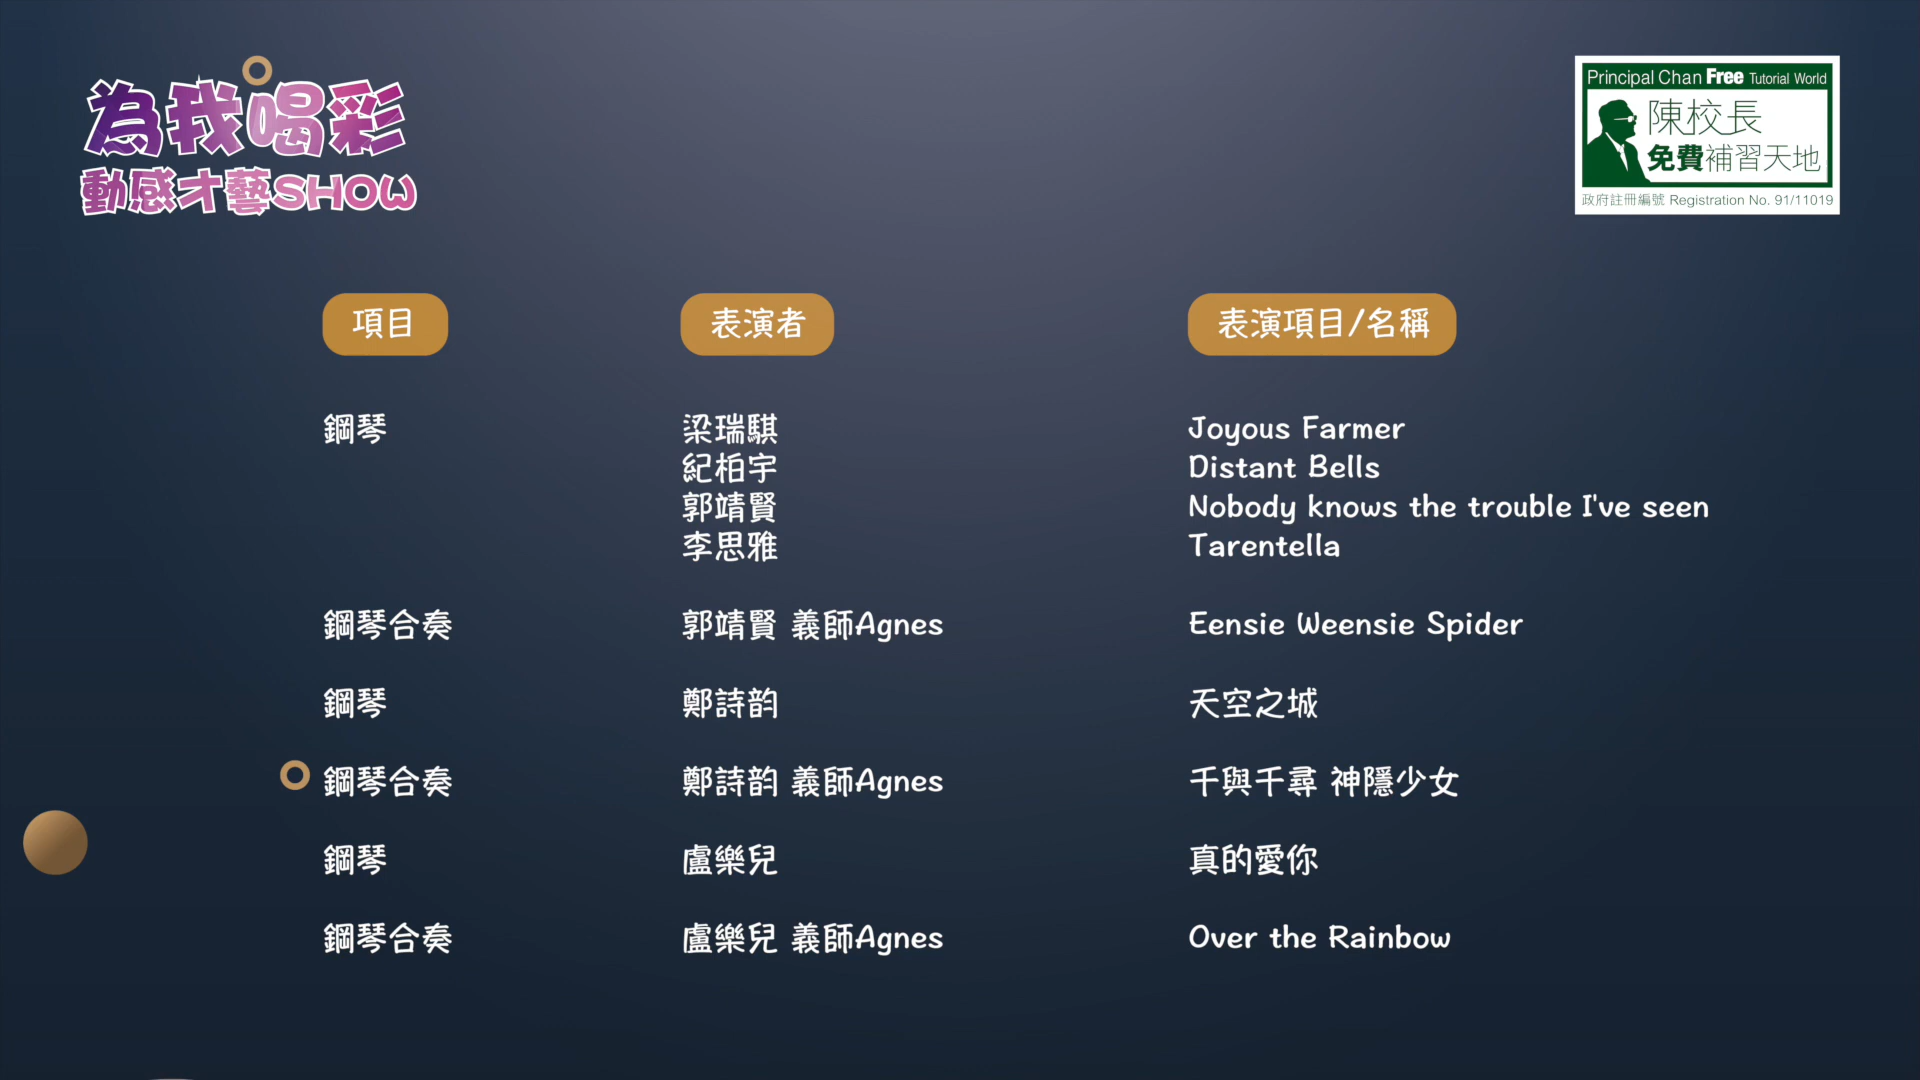 為我喝彩
動感才藝SHOW
Principal Chan Free Tutorial World
陳校長
免費補習天地
政府註冊編號 Registration No. 91/11019
項目 表演者 表演項目/名稱
鋼琴 梁瑞騏 Joyous Farmer
紀柏宇 Distant Bells
郭靖賢 Nobody knows the trouble I've seen
李思雅 Tarentella
鋼琴合奏 郭靖賢 義師Agnes Eensie Weensie Spider
鋼琴 鄭詩韵 天空之城
鋼琴合奏 鄭詩韵 義師Agnes 千與千尋 神隱少女
鋼琴 盧樂兒 真的愛你
鋼琴合奏 盧樂兒 義師Agnes Over the Rainbow